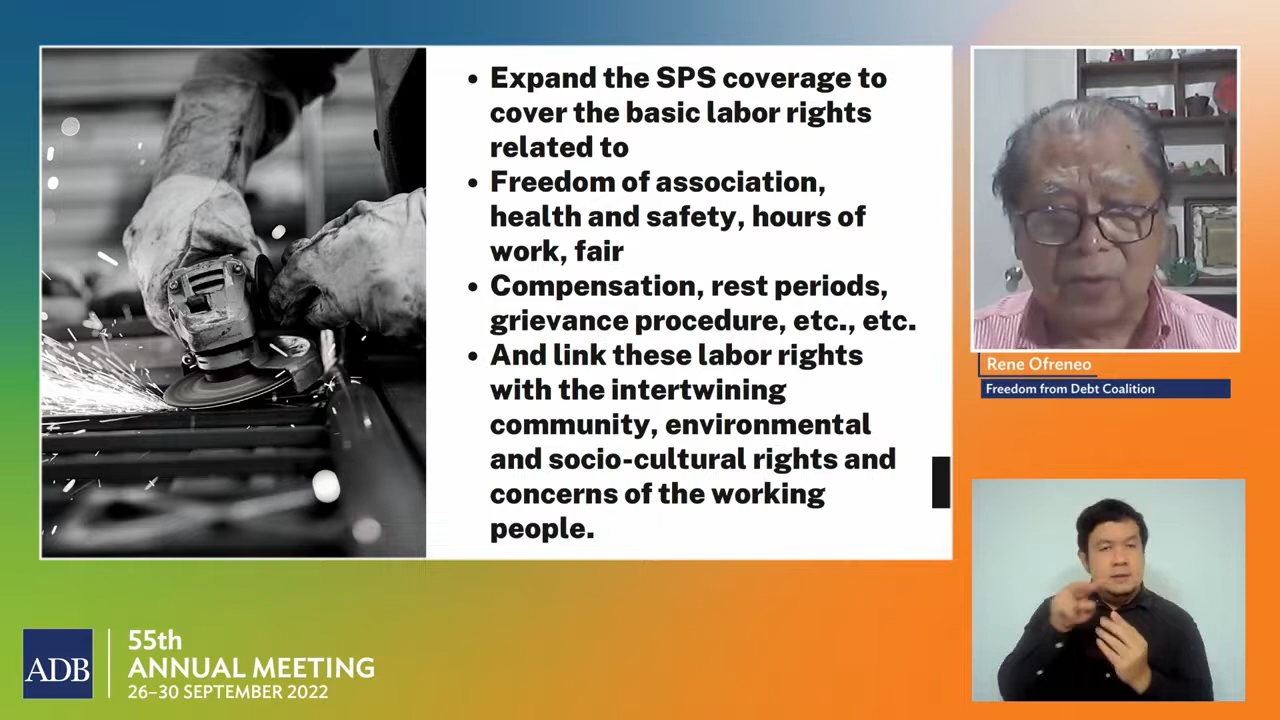 • Expand the SPS coverage to
cover the basic labor rights
related to
• Freedom of association,
health and safety, hours of
work, fair
• Compensation, rest periods,
grievance procedure, etc., etc.
• And link these labor rights
with the intertwining
community, environmental
and socio-cultural rights and
concerns of the working
people.
Rene Ofreneo
Freedom from Debt Coalition
ADB
55th
ANNUAL MEETING
26–30 SEPTEMBER 2022